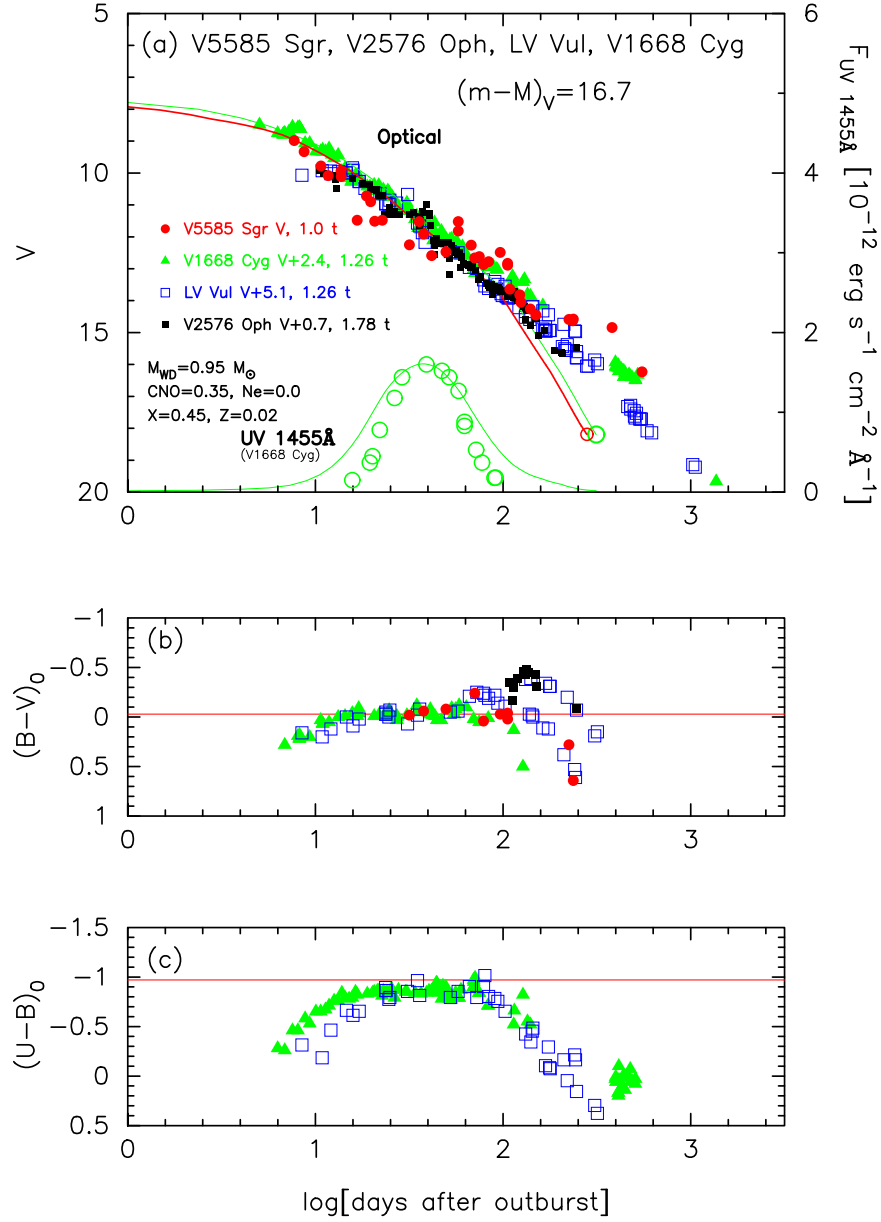 (a) V5585 Sgr, V2576 Oph, LV Vul, V1668 Cyg
(m−M)V=16.7
Optical
V5585 Sgr V, 1.0 t
V1668 Cyg V+2.4, 1.26 t
LV Vul V+5.1, 1.26 t
V2576 Oph V+0.7, 1.78 t
MWD=0.95 M⊙
CNO=0.35, Ne=0.0
X=0.45, Z=0.02
UV 1455Å
(V1668 Cyg)
V
5
10
15
20
0
1
2
3
6
4
2
0
FUV 1455Å [10−12 erg s−1 cm−2 Å−1]
(b)
(B−V)0
−1
−0.5
0
0.5
1
0
1
2
3
(c)
(U−B)0
−1.5
−1
−0.5
0
0.5
0
1
2
3
log[days after outburst]